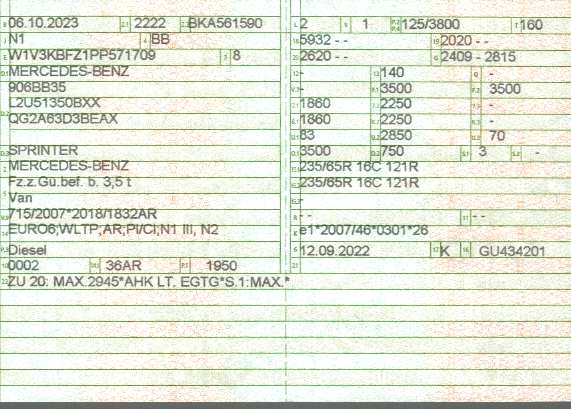 06.10.2023 2222 BKA561590 2 1 125/3800 160
N1 BB 5932 - - 2020 - -
W1V3KBFZ1PP571709 8 2620 - - 2409 - 2815
MERCEDES-BENZ - 140 -
906BB35 - 3500 3500
L2U51350BXX 1860 2250 -
QG2A63D3BEAX 1860 2250 -
83 2850 70
SPRINTER 3500 750 3 -
MERCEDES-BENZ 235/65R 16C 121R
Fz.z.Gü.bef. b. 3,5 t 235/65R 16C 121R
Van -
715/2007*2018/1832AR - - - -
EURO6;WLTP;AR;PI/CI;N1 III, N2 e1*2007/46*0301*26
Diesel 12.09.2022 K GU434201
0002 36AR 1950
ZU 20: MAX.2945*AHK LT. EGTG*S.1:MAX.*